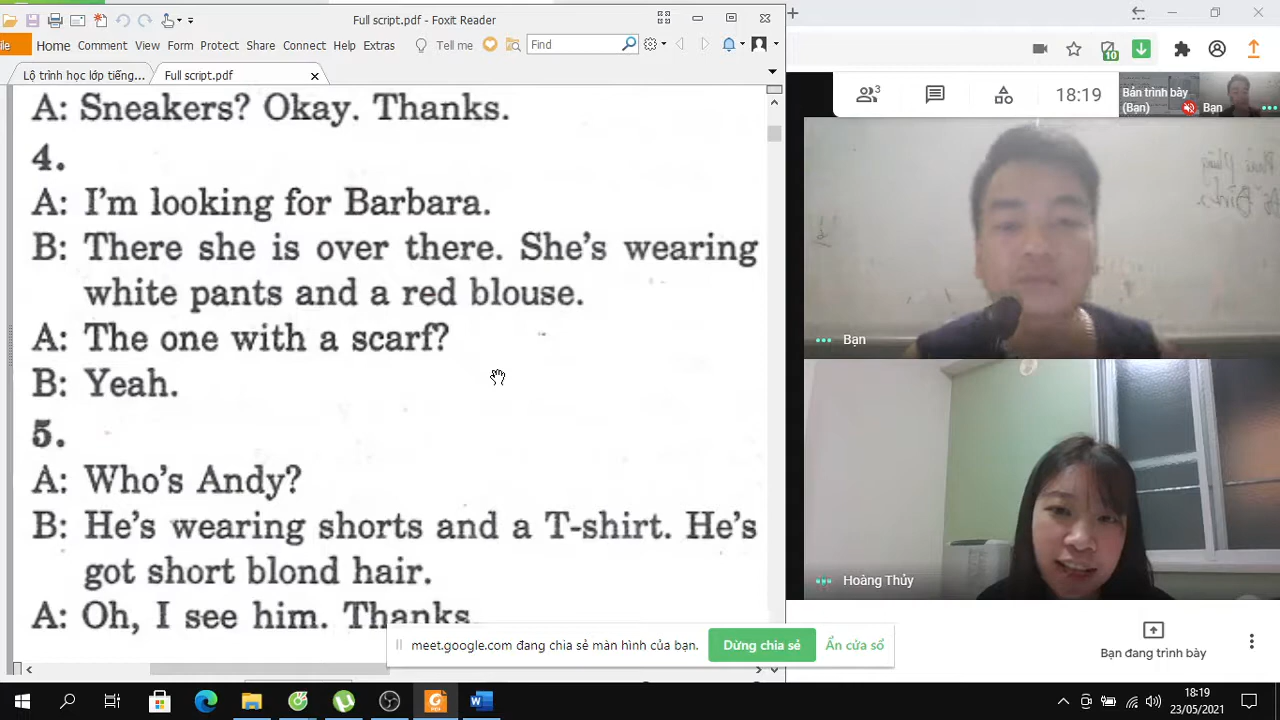 Full script.pdf - Foxit Reader
File Home Comment View Form Protect Share Connect Help Extras Tell me Find
Lộ trình học lớp tiếng... Full script.pdf
A: Sneakers? Okay. Thanks.
4.
A: I'm looking for Barbara.
B: There she is over there. She's wearing
white pants and a red blouse.
A: The one with a scarf?
B: Yeah.
5.
A: Who's Andy?
B: He's wearing shorts and a T-shirt. He's
got short blond hair.
A: Oh, I see him. Thanks.
10
3
18:19
Bản trình bày
(Bạn)
Bạn
Bạn
Hoàng Thủy
meet.google.com đang chia sẻ màn hình của bạn. Dừng chia sẻ Ẩn cửa sổ
Bạn đang trình bày
18:19
23/05/2021